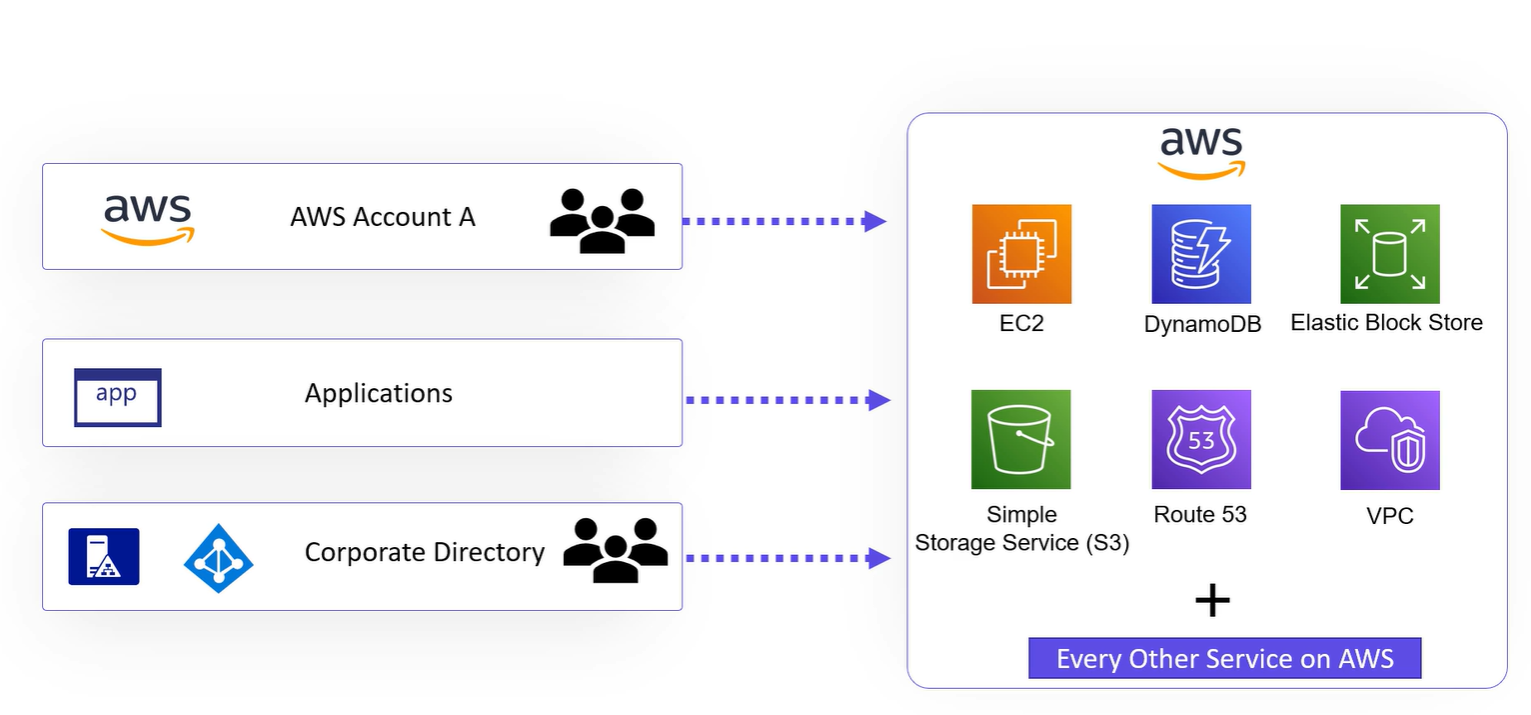 aws
AWS Account A
app
Applications
Corporate Directory
aws
EC2
DynamoDB
Elastic Block Store
53
Simple
Storage Service (S3)
Route 53
VPC
+
Every Other Service on AWS